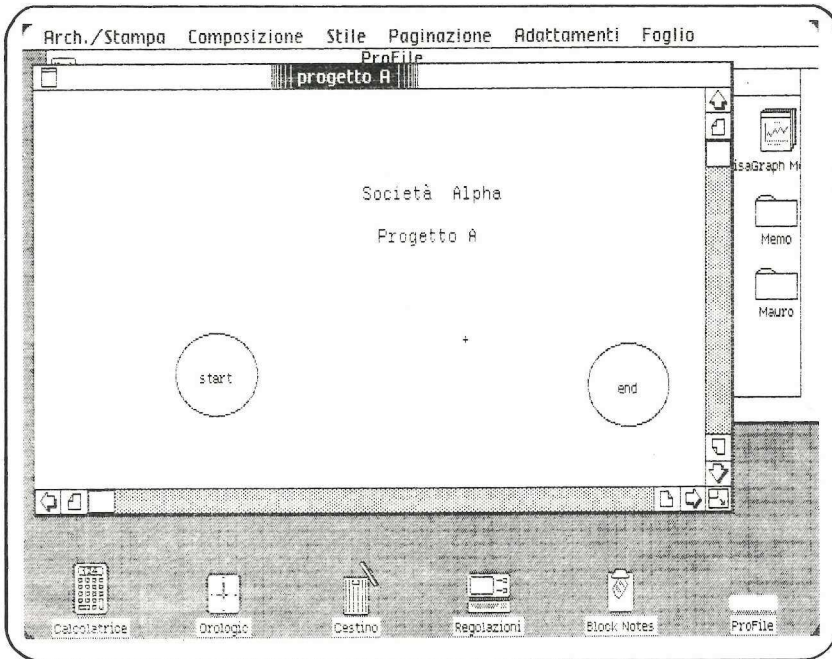 Arch./Stampa Composizione Stile Paginazione Adattamenti Foglio
ProFile
progetto A
Società Alpha
Progetto A
start
end
isaGraph M
Memo
Mauro
Calcolatrice
Orologio
Cestino
Regolazioni
Block Notes
ProFile